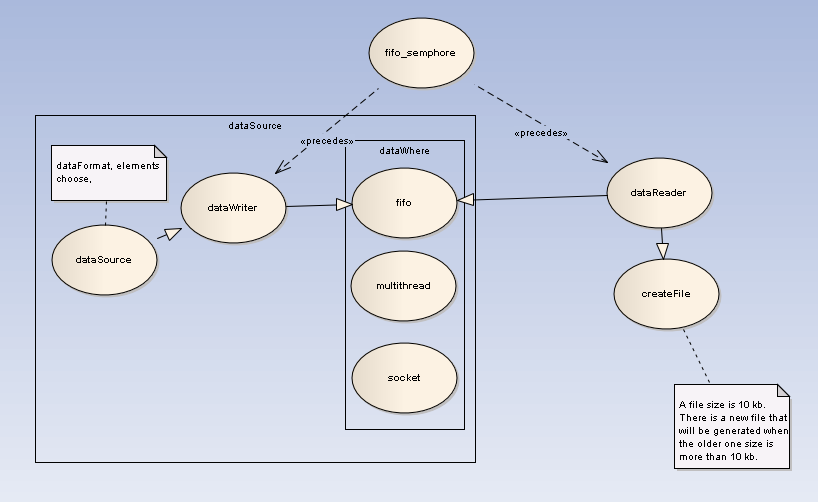 fifo_semphore
dataSource
«precedes»
«precedes»
dataWhere
dataFormat, elements
choose,
dataWriter
fifo
dataReader
dataSource
multithread
createFile
socket
A file size is 10 kb.
There is a new file that
will be generated when
the older one size is
more than 10 kb.